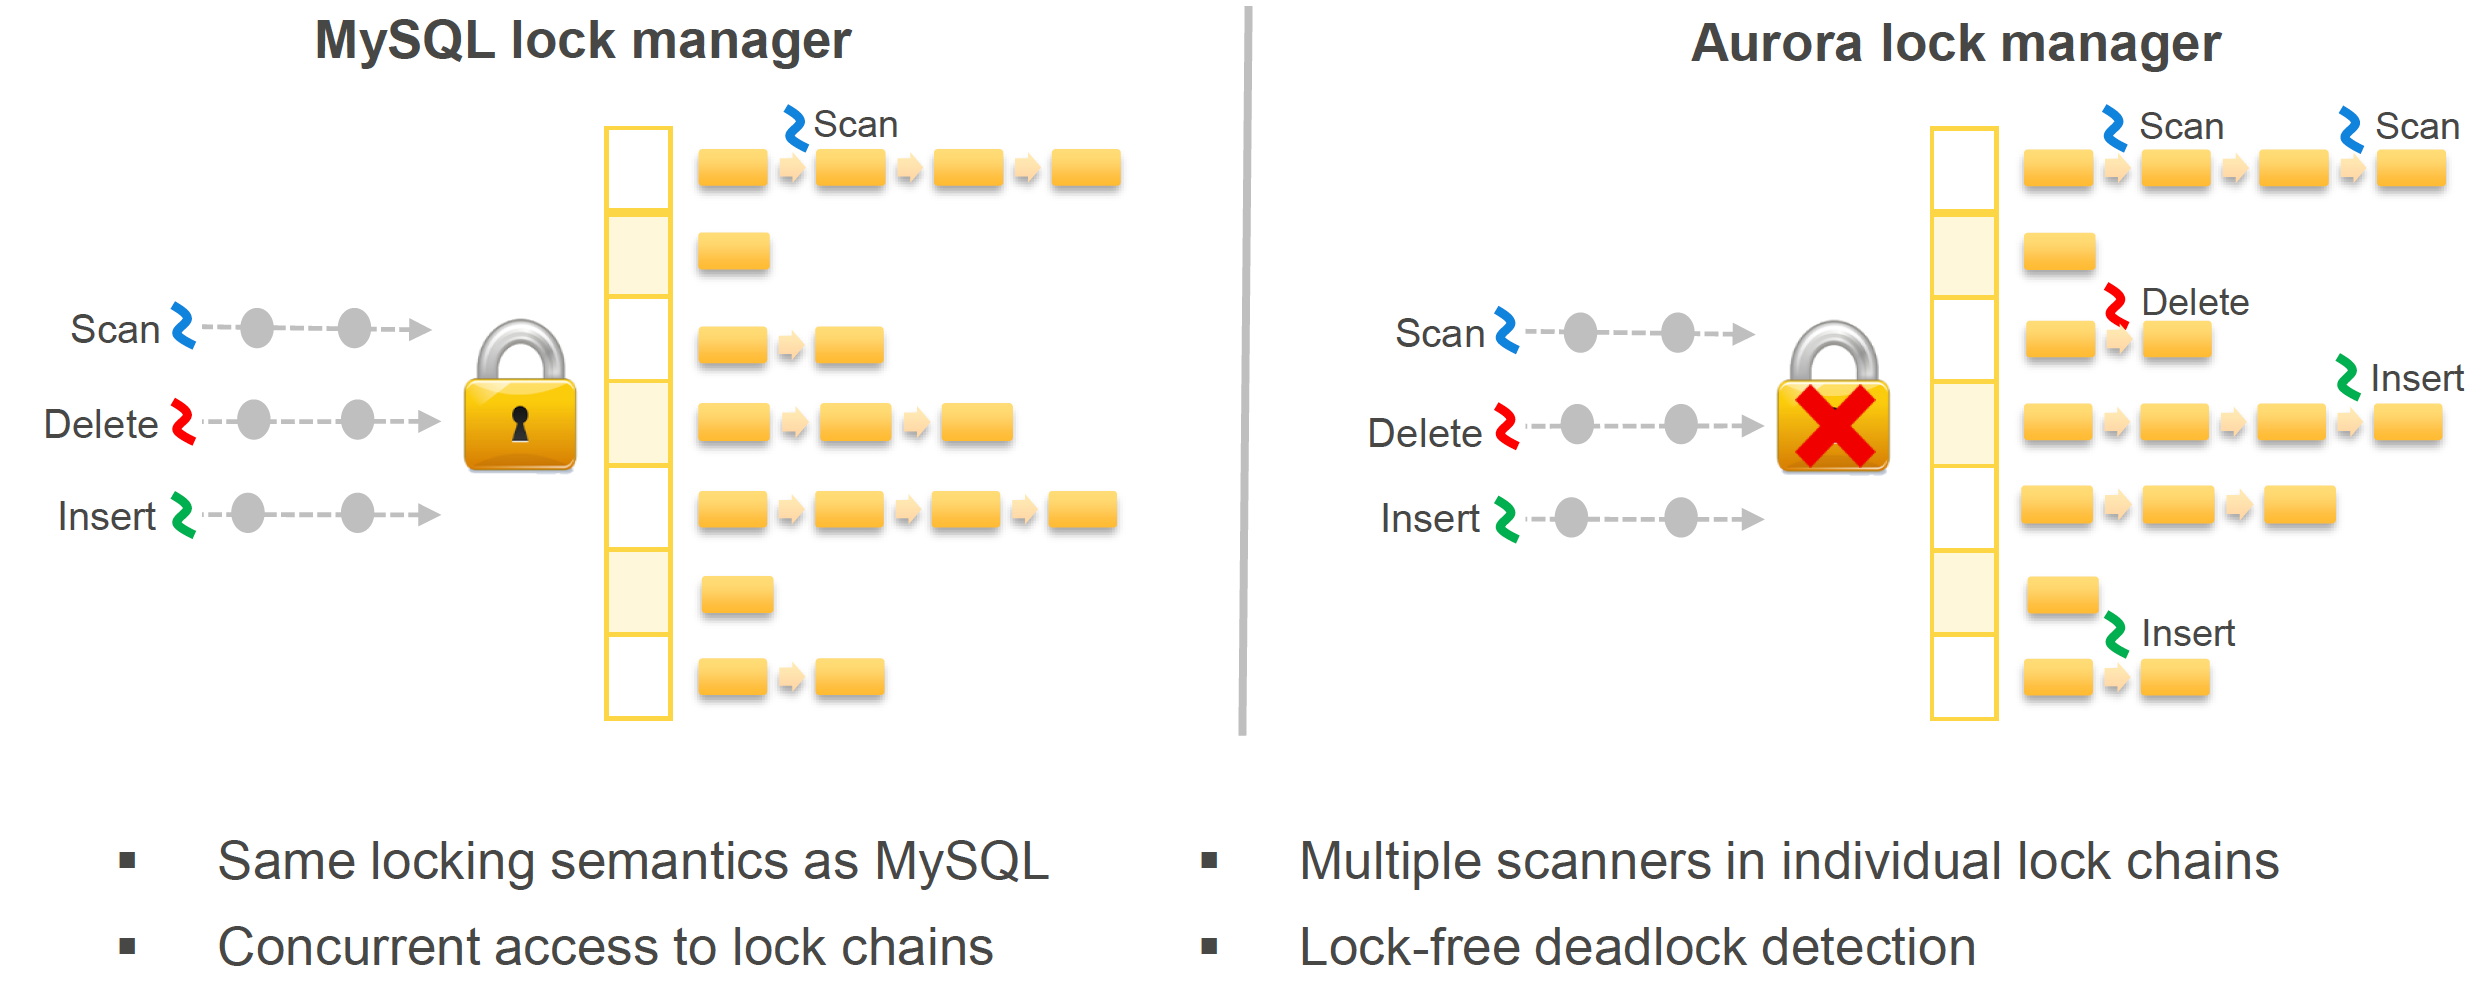 MySQL lock manager
Scan
Scan
Delete
Insert
Aurora lock manager
Scan
Scan
Delete
Insert
Scan
Delete
Insert
Insert
▪ Same locking semantics as MySQL
▪ Concurrent access to lock chains
▪ Multiple scanners in individual lock chains
▪ Lock-free deadlock detection